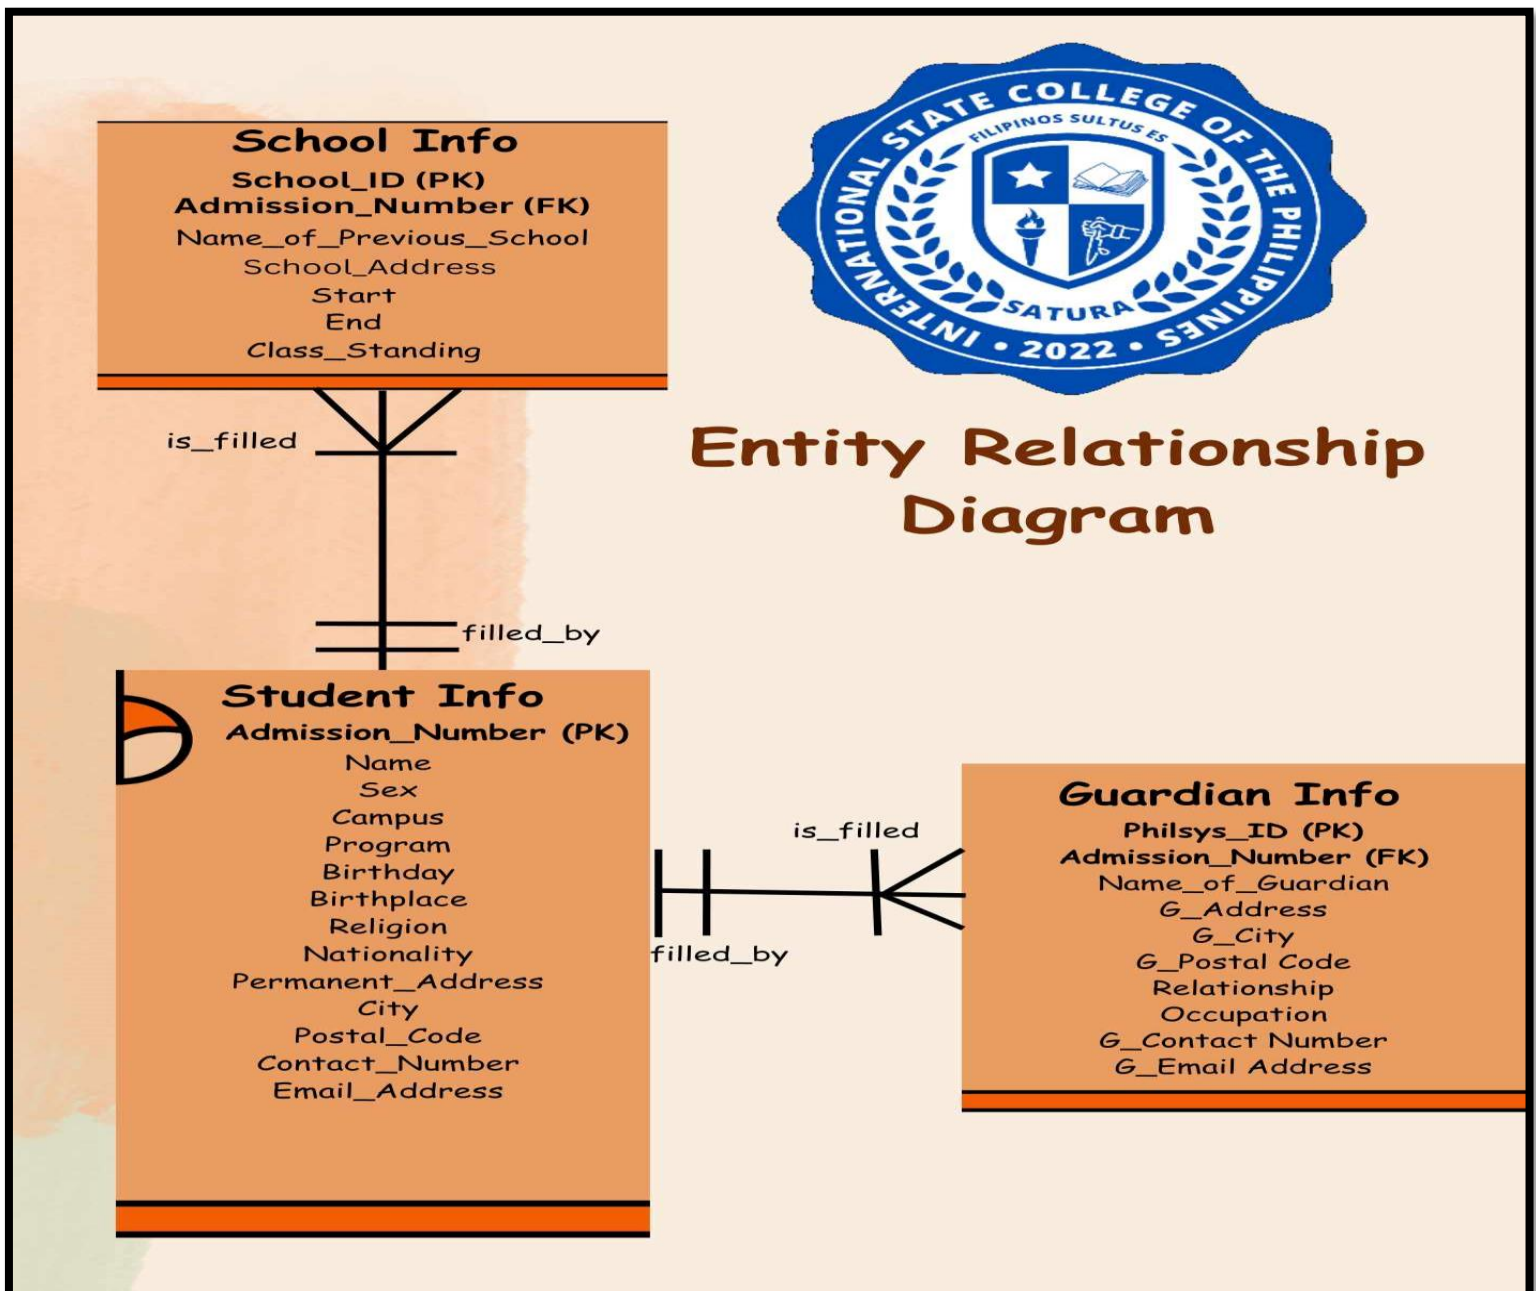 School Info
School_ID (PK)
Admission_Number (FK)
Name_of_Previous_School
School_Address
Start
End
Class_Standing
INTERNATIONAL STATE COLLEGE OF THE PHILIPPINES
FILIPINOS SULTUS ES
SATURA
• 2022 •
Entity Relationship
Diagram
is_filled
filled_by
Student Info
Admission_Number (PK)
Name
Sex
Campus
Program
Birthday
Birthplace
Religion
Nationality
Permanent_Address
City
Postal_Code
Contact_Number
Email_Address
is_filled
filled_by
Guardian Info
Philsys_ID (PK)
Admission_Number (FK)
Name_of_Guardian
G_Address
G_City
G_Postal Code
Relationship
Occupation
G_Contact Number
G_Email Address